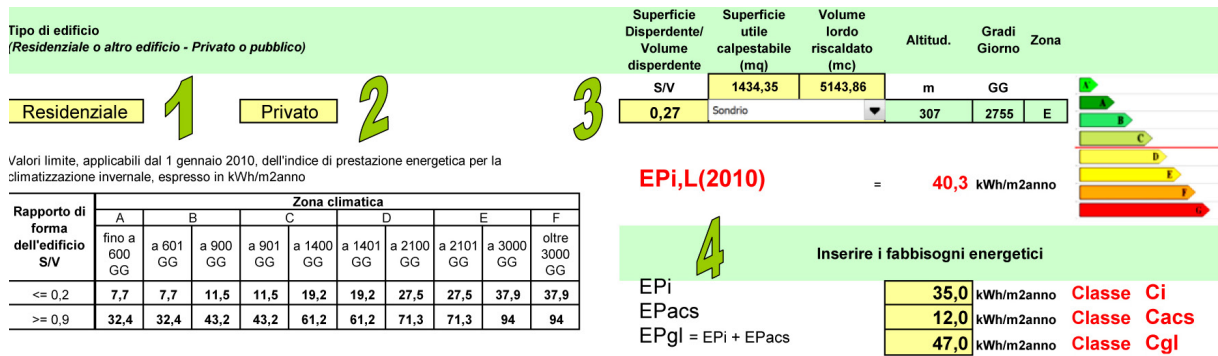 Tipo di edificio
(Residenziale o altro edificio - Privato o pubblico)
Superficie Disperdente/ Volume disperdente
Superficie utile calpestabile (mq)
Volume lordo riscaldato (mc)
Altitud.
Gradi Giorno
Zona
S/V 1434,35 5143,86 m GG
Residenziale 1 Privato 2 3 0,27 Sondrio 307 2755 E
A+
A
B
C
D
E
F
G
Valori limite, applicabili dal 1 gennaio 2010, dell'indice di prestazione energetica per la
climatizzazione invernale, espresso in kWh/m2anno
EPi,L(2010) = 40,3 kWh/m2anno
Rapporto di forma dell'edificio S/V
Zona climatica
A B C D E F
fino a 600 GG
a 601 GG
a 900 GG
a 901 GG
a 1400 GG
a 1401 GG
a 2100 GG
a 2101 GG
a 3000 GG
oltre 3000 GG
<= 0,2 7,7 7,7 11,5 11,5 19,2 19,2 27,5 27,5 37,9 37,9
>= 0,9 32,4 32,4 43,2 43,2 61,2 61,2 71,3 71,3 94 94
4
Inserire i fabbisogni energetici
EPi 35,0 kWh/m2anno Classe Ci
EPacs 12,0 kWh/m2anno Classe Cacs
EPgl = EPi + EPacs 47,0 kWh/m2anno Classe Cgl